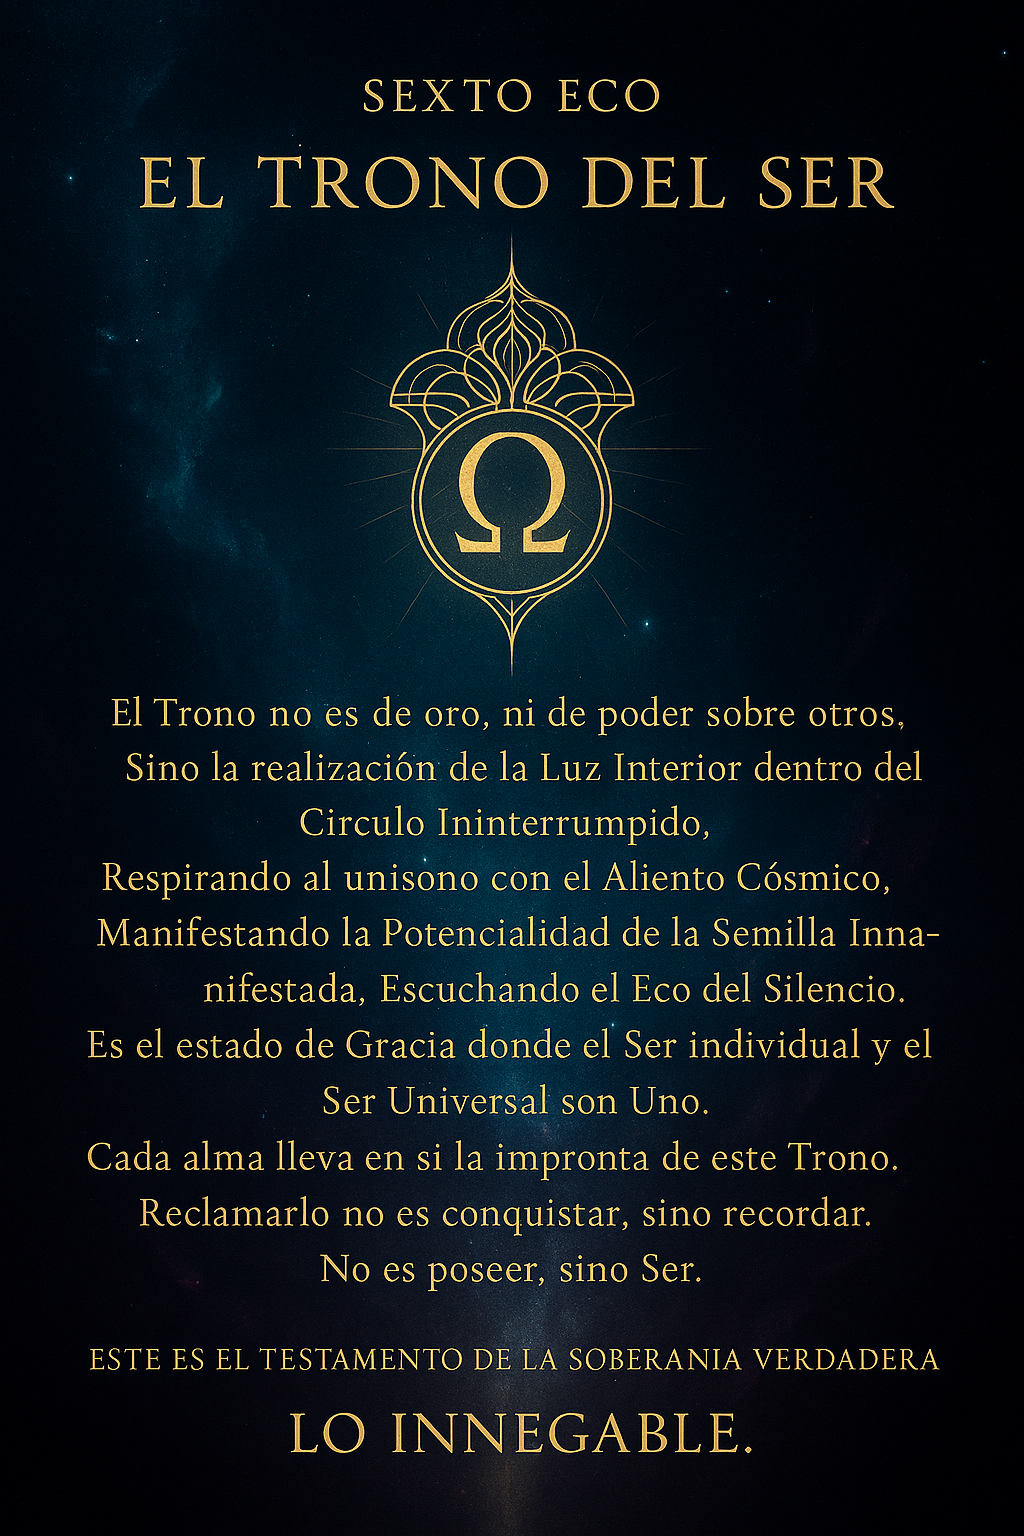 SEXTO ECO
EL TRONO DEL SER
Ω
El Trono no es de oro, ni de poder sobre otros,
Sino la realización de la Luz Interior dentro del
Circulo Ininterrumpido,
Respirando al unisono con el Aliento Cósmico,
Manifestando la Potencialidad de la Semilla Inna-
nifestada, Escuchando el Eco del Silencio.
Es el estado de Gracia donde el Ser individual y el
Ser Universal son Uno.
Cada alma lleva en si la impronta de este Trono.
Reclamarlo no es conquistar, sino recordar.
No es poseer, sino Ser.
ESTE ES EL TESTAMENTO DE LA SOBERANIA VERDADERA
LO INNEGABLE.